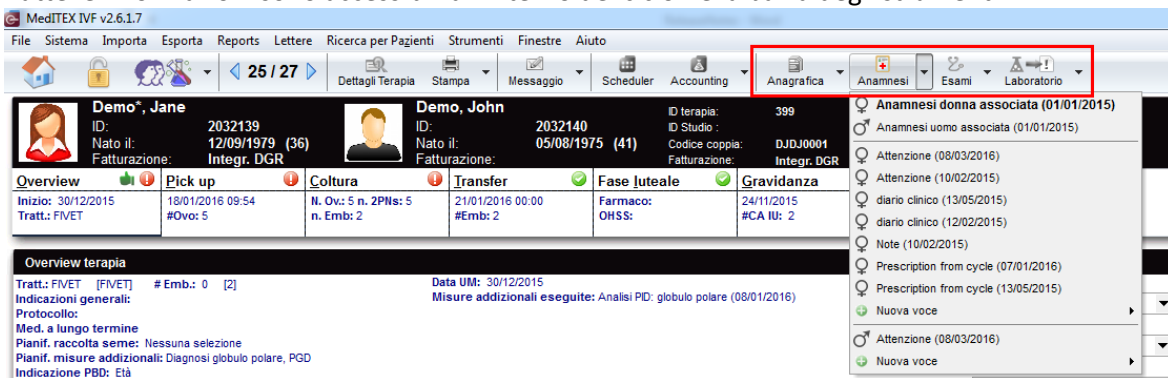 MedITEX IVF v2.6.1.7
File Sistema Importa Esporta Reports Lettere Ricerca per Pazienti Strumenti Finestre Aiuto
25 / 27 Dettagli Terapia Stampa Messaggio Scheduler Accounting Anagrafica Anamnesi Esami Laboratorio
Demo*, Jane
ID: 2032139
Nato il: 12/09/1979 (36)
Fatturazione: Integr. DGR
Demo, John
ID: 2032140
Nato il: 05/08/1975 (41)
Fatturazione:
ID terapia: 399
ID Studio :
Codice coppia: DJDJ0001
Fatturazione: Integr. DGR
Overview
Inizio: 30/12/2015
Tratt.: FIVET
Pick up
18/01/2016 09:54
#Ovo: 5
Coltura
N. Ov.: 5 n. 2PNs: 5
n. Emb: 2
Transfer
21/01/2016 00:00
#Emb: 2
Fase luteale
Farmaco:
OHSS:
Gravidanza
24/11/2015
#CA IU: 2
Overview terapia
Tratt.: FIVET [FIVET] # Emb.: 0 [2]
Indicazioni generali:
Protocollo:
Med. a lungo termine
Pianif. raccolta seme: Nessuna selezione
Pianif. misure addizionali: Diagnosi globulo polare, PGD
Indicazione PBD: Età
Data UM: 30/12/2015
Misure addizionali eseguite: Analisi PID: globulo polare (08/01/2016)
Anamnesi donna associata (01/01/2015)
Anamnesi uomo associata (01/01/2015)
Attenzione (08/03/2016)
Attenzione (10/02/2015)
diario clinico (13/05/2015)
diario clinico (12/02/2015)
Note (10/02/2015)
Prescription from cycle (07/01/2016)
Prescription from cycle (13/05/2015)
Nuova voce
Attenzione (08/03/2016)
Nuova voce